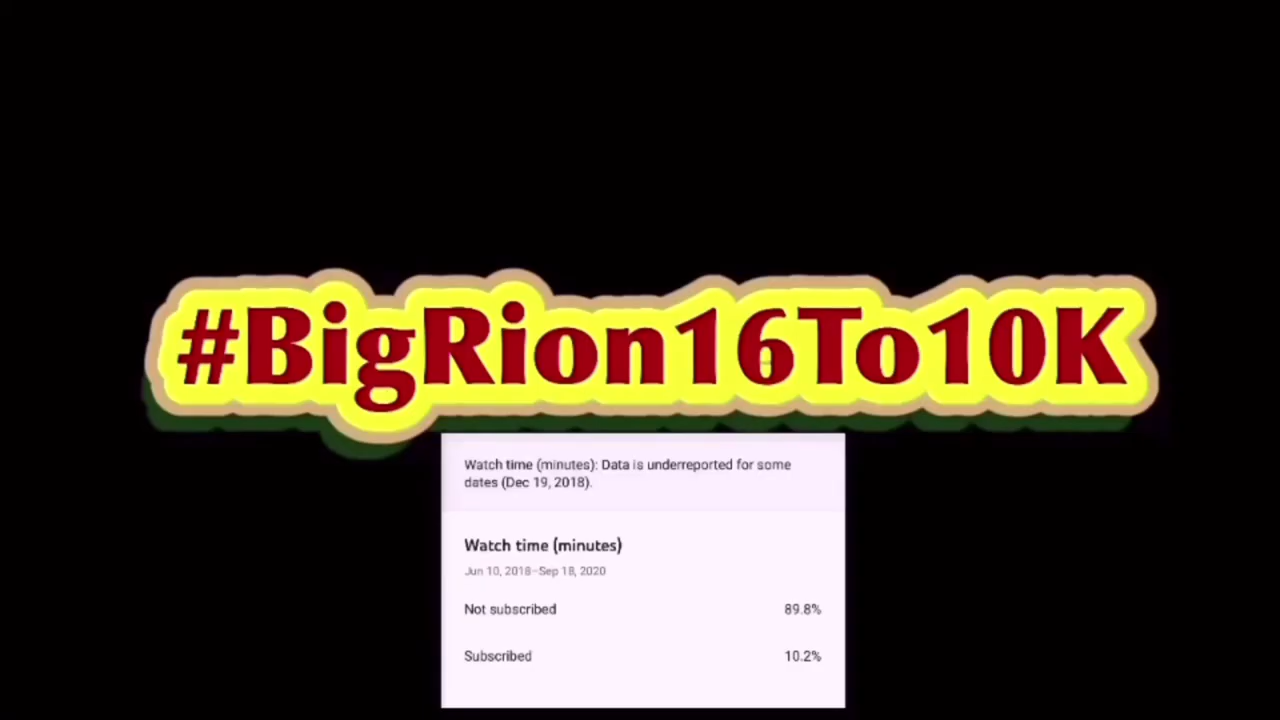 #BigRion16To10K
Watch time (minutes): Data is underreported for some
dates (Dec 19, 2018).
Watch time (minutes)
Jun 10, 2018–Sep 18, 2020
Not subscribed 89.8%
Subscribed 10.2%